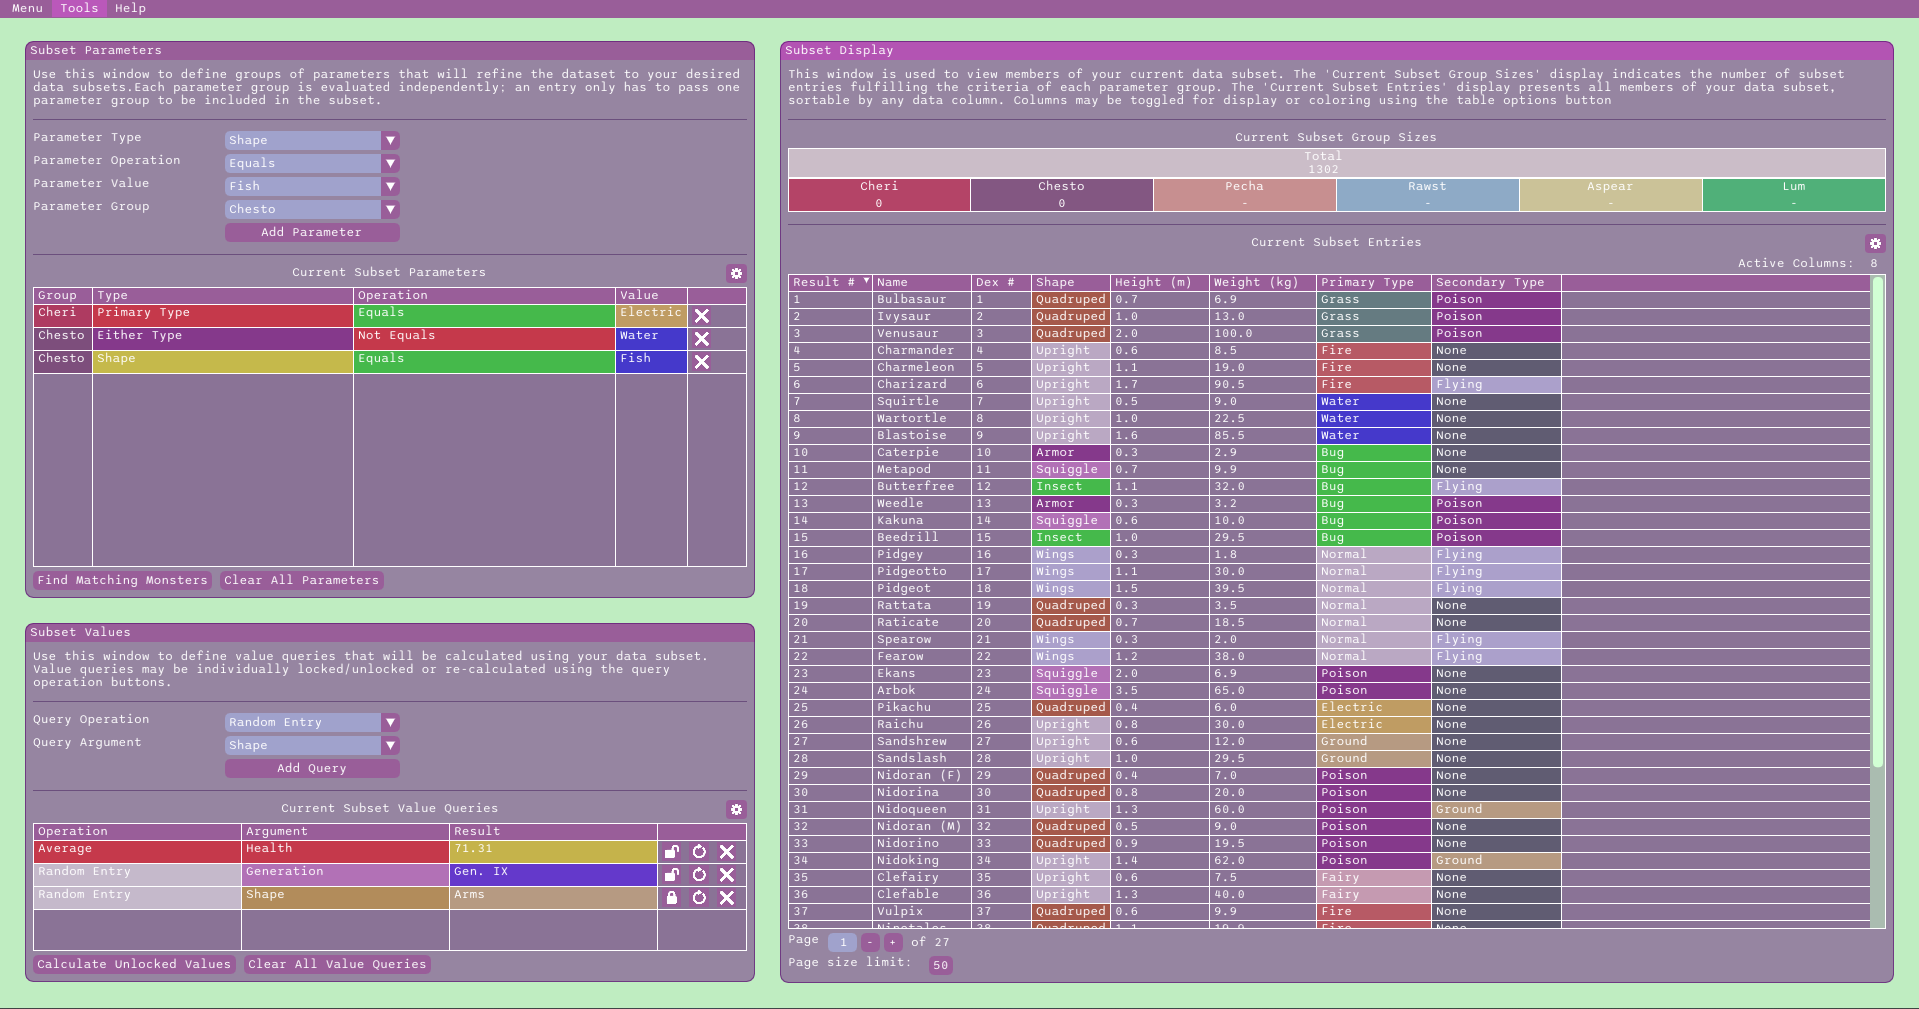 Menu Tools Help
Subset Parameters
Use this window to define groups of parameters that will refine the dataset to your desired
data subsets.Each parameter group is evaluated independently; an entry only has to pass one
parameter group to be included in the subset.
Parameter Type Shape
Parameter Operation Equals
Parameter Value Fish
Parameter Group Chesto
Add Parameter
Current Subset Parameters
Group Type Operation Value
Cheri Primary Type Equals Electric
Chesto Either Type Not Equals Water
Chesto Shape Equals Fish
Find Matching Monsters Clear All Parameters
Subset Values
Use this window to define value queries that will be calculated using your data subset.
Value queries may be individually locked/unlocked or re-calculated using the query
operation buttons.
Query Operation Random Entry
Query Argument Shape
Add Query
Current Subset Value Queries
Operation Argument Result
Average Health 71.31
Random Entry Generation Gen. IX
Random Entry Shape Arms
Calculate Unlocked Values Clear All Value Queries
Subset Display
This window is used to view members of your current data subset. The 'Current Subset Group Sizes' display indicates the number of subset
entries fulfilling the criteria of each parameter group. The 'Current Subset Entries' display presents all members of your data subset,
sortable by any data column. Columns may be toggled for display or coloring using the table options button
Current Subset Group Sizes
Total
1302
Cheri Chesto Pecha Rawst Aspear Lum
0 0 - - - -
Current Subset Entries
Active Columns: 8
Result # Name Dex # Shape Height (m) Weight (kg) Primary Type Secondary Type
1 Bulbasaur 1 Quadruped 0.7 6.9 Grass Poison
2 Ivysaur 2 Quadruped 1.0 13.0 Grass Poison
3 Venusaur 3 Quadruped 2.0 100.0 Grass Poison
4 Charmander 4 Upright 0.6 8.5 Fire None
5 Charmeleon 5 Upright 1.1 19.0 Fire None
6 Charizard 6 Upright 1.7 90.5 Fire Flying
7 Squirtle 7 Upright 0.5 9.0 Water None
8 Wartortle 8 Upright 1.0 22.5 Water None
9 Blastoise 9 Upright 1.6 85.5 Water None
10 Caterpie 10 Armor 0.3 2.9 Bug None
11 Metapod 11 Squiggle 0.7 9.9 Bug None
12 Butterfree 12 Insect 1.1 32.0 Bug Flying
13 Weedle 13 Armor 0.3 3.2 Bug Poison
14 Kakuna 14 Squiggle 0.6 10.0 Bug Poison
15 Beedrill 15 Insect 1.0 29.5 Bug Poison
16 Pidgey 16 Wings 0.3 1.8 Normal Flying
17 Pidgeotto 17 Wings 1.1 30.0 Normal Flying
18 Pidgeot 18 Wings 1.5 39.5 Normal Flying
19 Rattata 19 Quadruped 0.3 3.5 Normal None
20 Raticate 20 Quadruped 0.7 18.5 Normal None
21 Spearow 21 Wings 0.3 2.0 Normal Flying
22 Fearow 22 Wings 1.2 38.0 Normal Flying
23 Ekans 23 Squiggle 2.0 6.9 Poison None
24 Arbok 24 Squiggle 3.5 65.0 Poison None
25 Pikachu 25 Quadruped 0.4 6.0 Electric None
26 Raichu 26 Upright 0.8 30.0 Electric None
27 Sandshrew 27 Upright 0.6 12.0 Ground None
28 Sandslash 28 Upright 1.0 29.5 Ground None
29 Nidoran (F) 29 Quadruped 0.4 7.0 Poison None
30 Nidorina 30 Quadruped 0.8 20.0 Poison None
31 Nidoqueen 31 Upright 1.3 60.0 Poison Ground
32 Nidoran (M) 32 Quadruped 0.5 9.0 Poison None
33 Nidorino 33 Quadruped 0.9 19.5 Poison None
34 Nidoking 34 Upright 1.4 62.0 Poison Ground
35 Clefairy 35 Upright 0.6 7.5 Fairy None
36 Clefable 36 Upright 1.3 40.0 Fairy None
37 Vulpix 37 Quadruped 0.6 9.9 Fire None
Page 1 - + of 27
Page size limit: 50